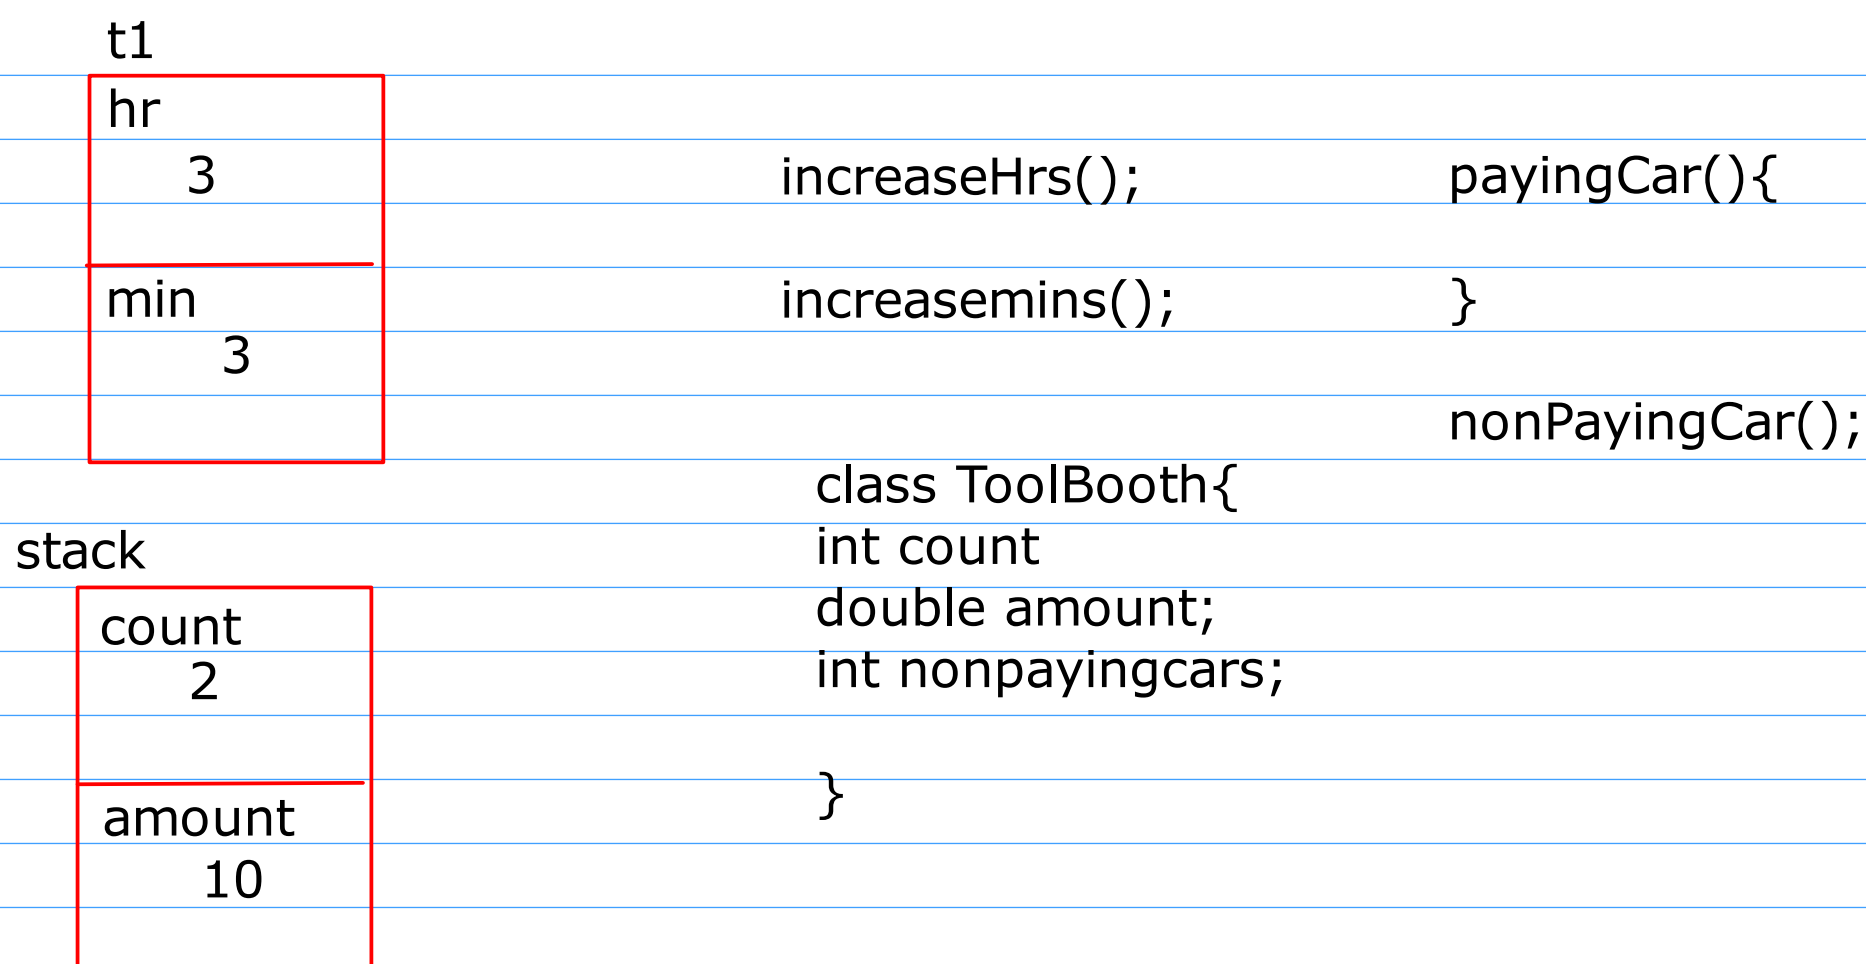 t1
hr
3
increaseHrs();
payingCar(){
min
increasemins();
}
3
nonPayingCar();
class ToolBooth{
stack
int count
count
double amount;
2
int nonpayingcars;
amount
}
10